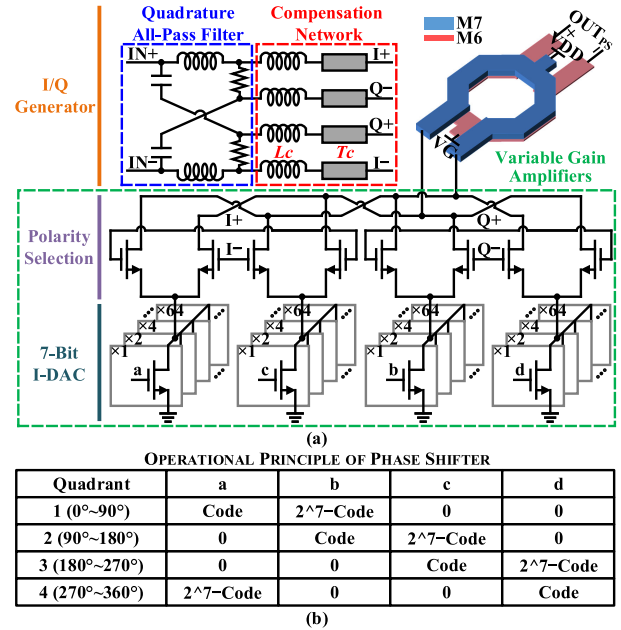 Quadrature
All-Pass Filter
Compensation
Network
M7
M6
OUTPS
VDD
VG
I/Q
Generator
IN+
IN−
I+
Q−
Q+
I−
Lc
Tc
Variable Gain
Amplifiers
Polarity
Selection
I+
I−
Q+
Q−
7-Bit
I-DAC
×64
×4
×2
×1
a
×64
×4
×2
×1
c
×64
×4
×2
×1
b
×64
×4
×2
×1
d
(a)
OPERATIONAL PRINCIPLE OF PHASE SHIFTER
Quadrant a b c d
1 (0°~90°) Code 2^7−Code 0 0
2 (90°~180°) 0 Code 2^7−Code 0
3 (180°~270°) 0 0 Code 2^7−Code
4 (270°~360°) 2^7−Code 0 0 Code
(b)